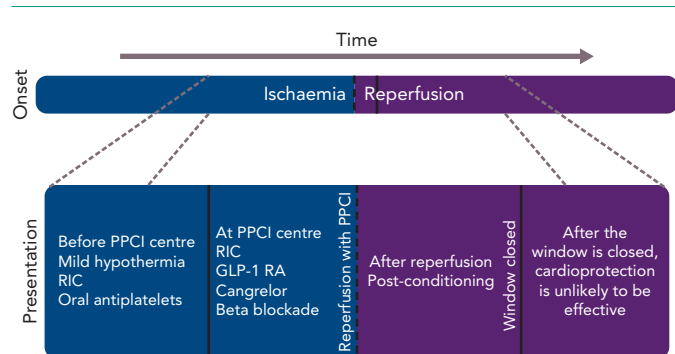 Time
Onset
Ischaemia
Reperfusion
Presentation
Before PPCI centre
Mild hypothermia
RIC
Oral antiplatelets
At PPCI centre
RIC
GLP-1 RA
Cangrelor
Beta blockade
Reperfusion with PPCI
After reperfusion
Post-conditioning
Window closed
After the
window is closed,
cardioprotection
is unlikely to be
effective